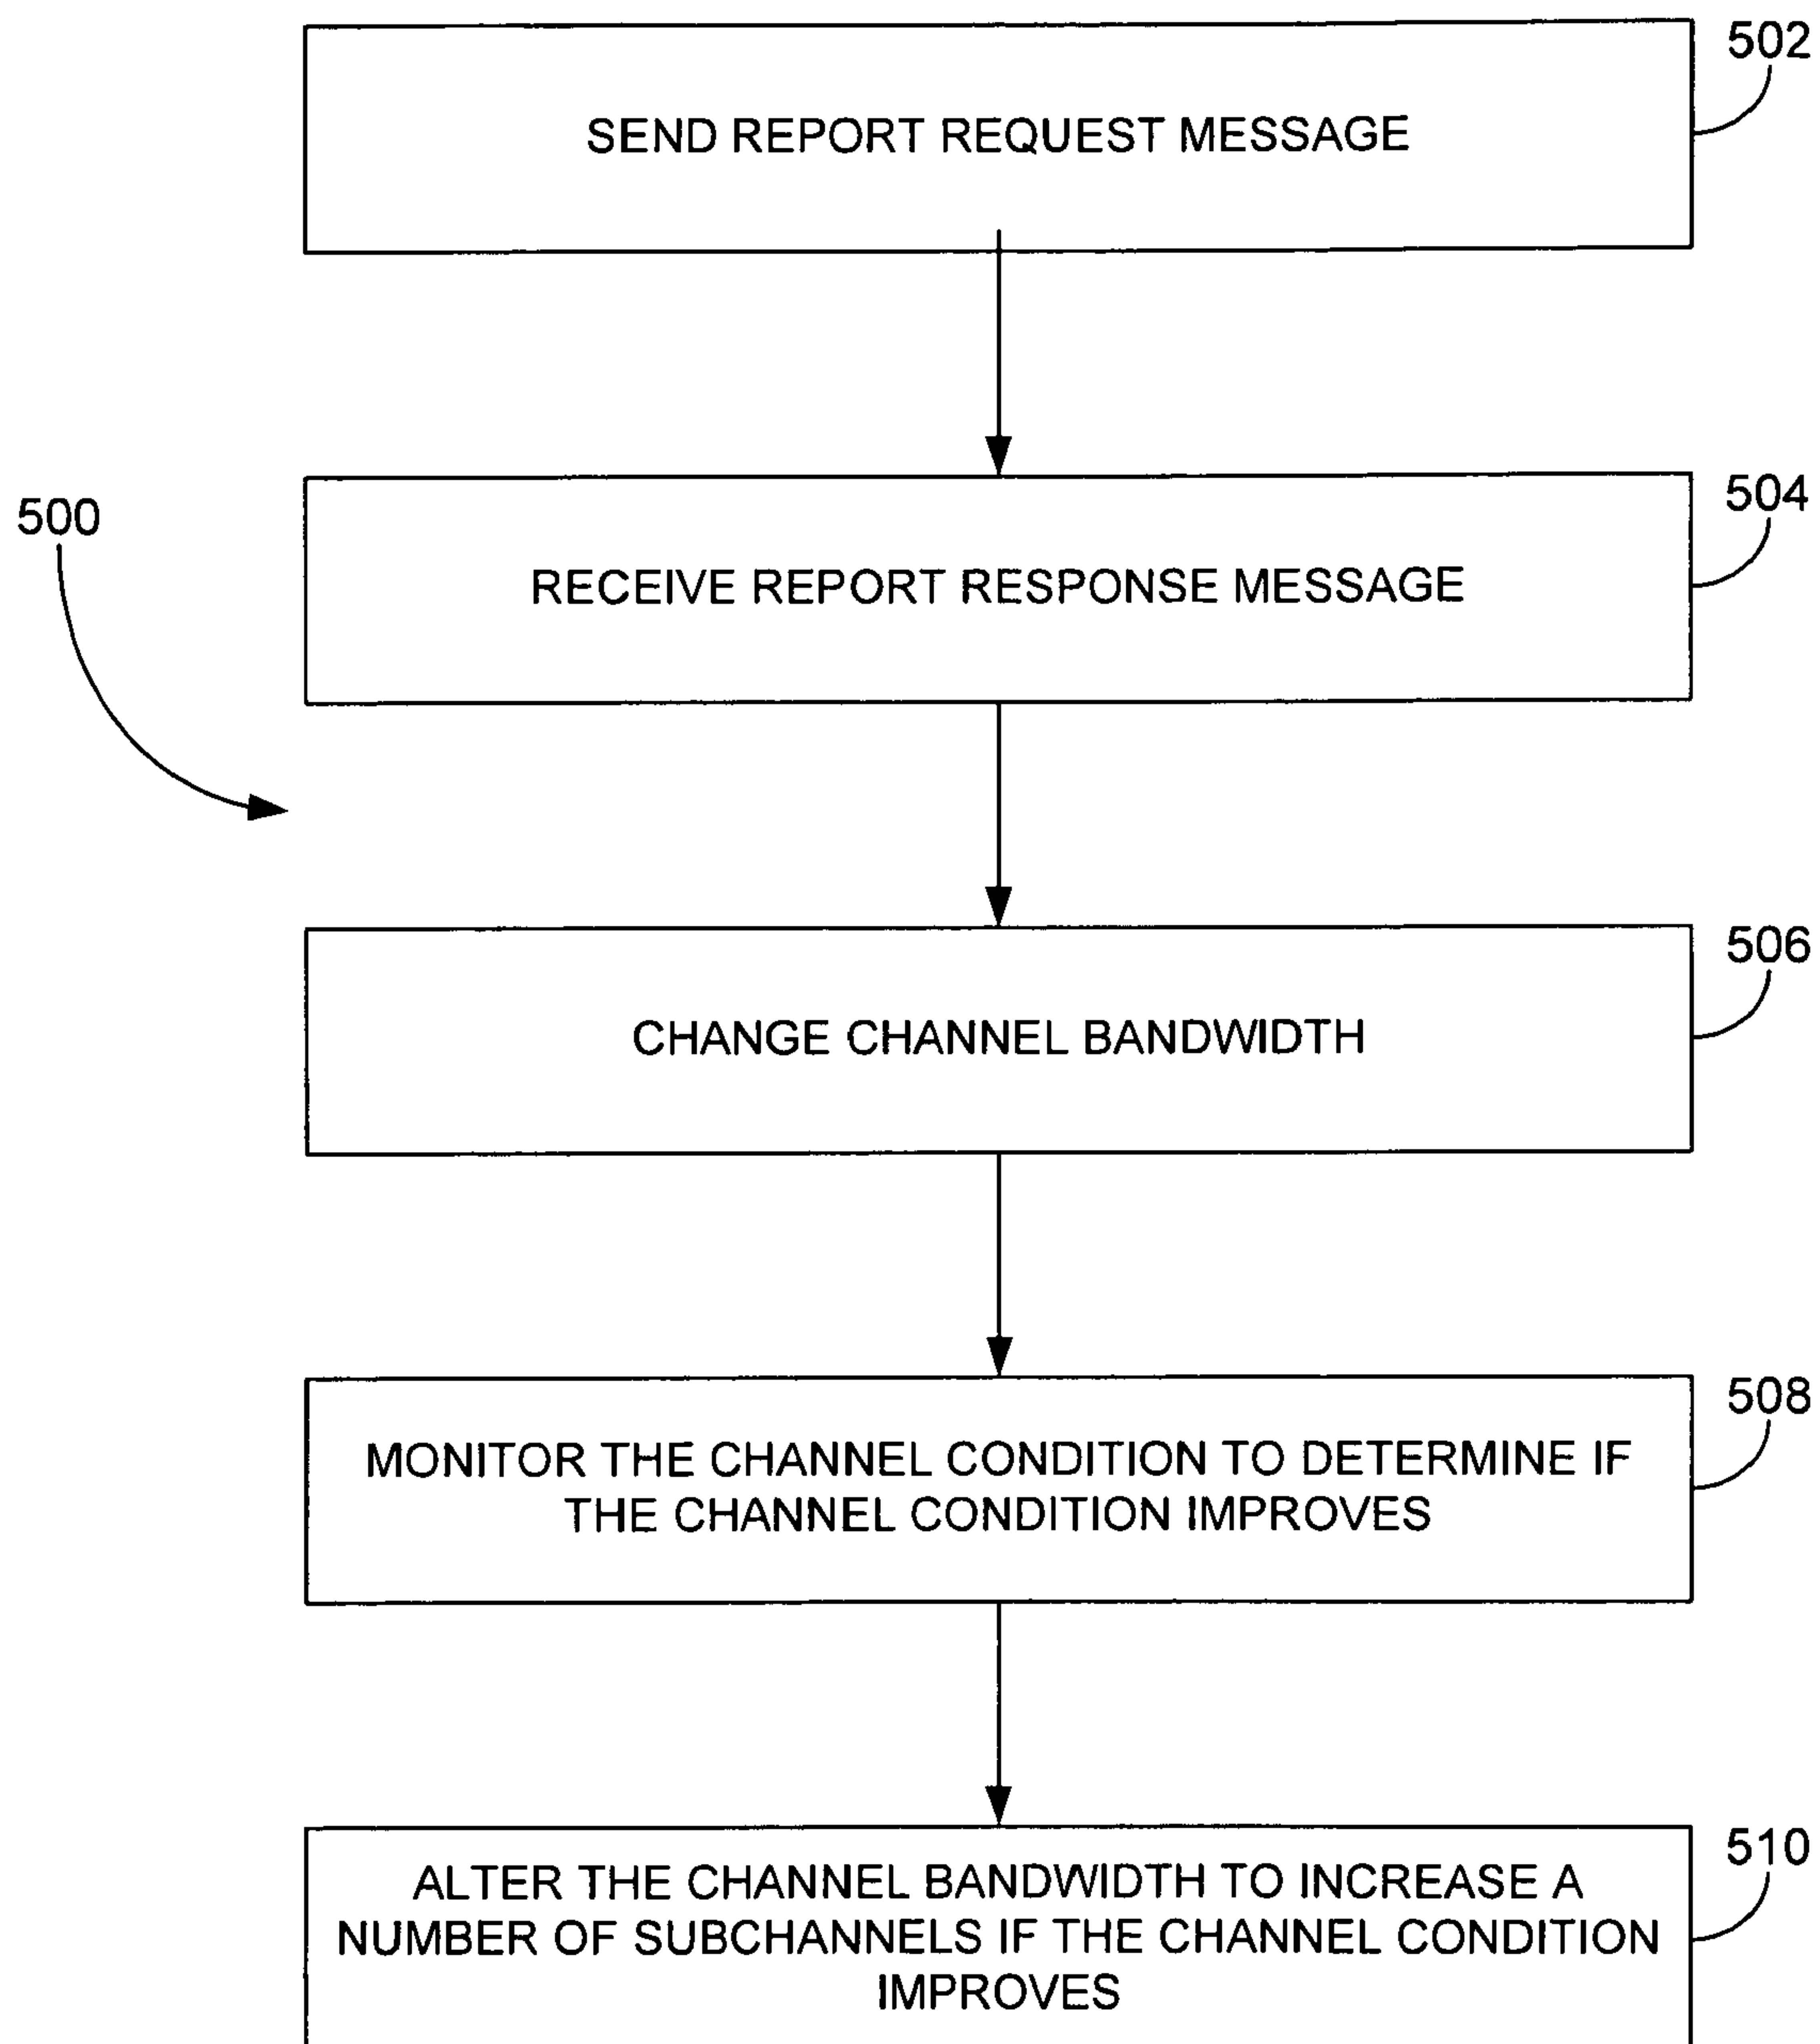 502
SEND REPORT REQUEST MESSAGE
504
500
RECEIVE REPORT RESPONSE MESSAGE
506
CHANGE CHANNEL BANDWIDTH
508
MONITOR THE CHANNEL CONDITION TO DETERMINE IF
THE CHANNEL CONDITION IMPROVES
510
ALTER THE CHANNEL BANDWIDTH TO INCREASE A
NUMBER OF SUBCHANNELS IF THE CHANNEL CONDITION
IMPROVES